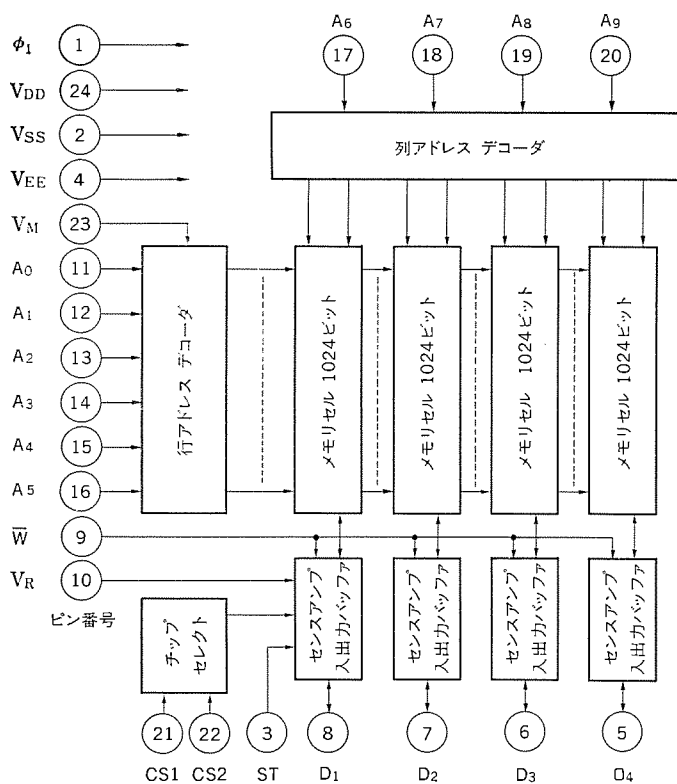 A6 A7 A8 A9
φI 1 17 18 19 20
VDD 24
VSS 2
列アドレス デコーダ
VEE 4
VM 23
A0 11
A1 12
A2 13
A3 14
A4 15
A5 16
行アドレス デコーダ
メモリセル 1024ビット
メモリセル 1024ビット
メモリセル 1024ビット
メモリセル 1024ビット
W̅ 9
VR 10
ピン番号
チップ
セレクト
センスアンプ
入出力バッファ
センスアンプ
入出力バッファ
センスアンプ
入出力バッファ
センスアンプ
入出力バッファ
21 22 3 8 7 6 5
CS1 CS2 ST D1 D2 D3 D4